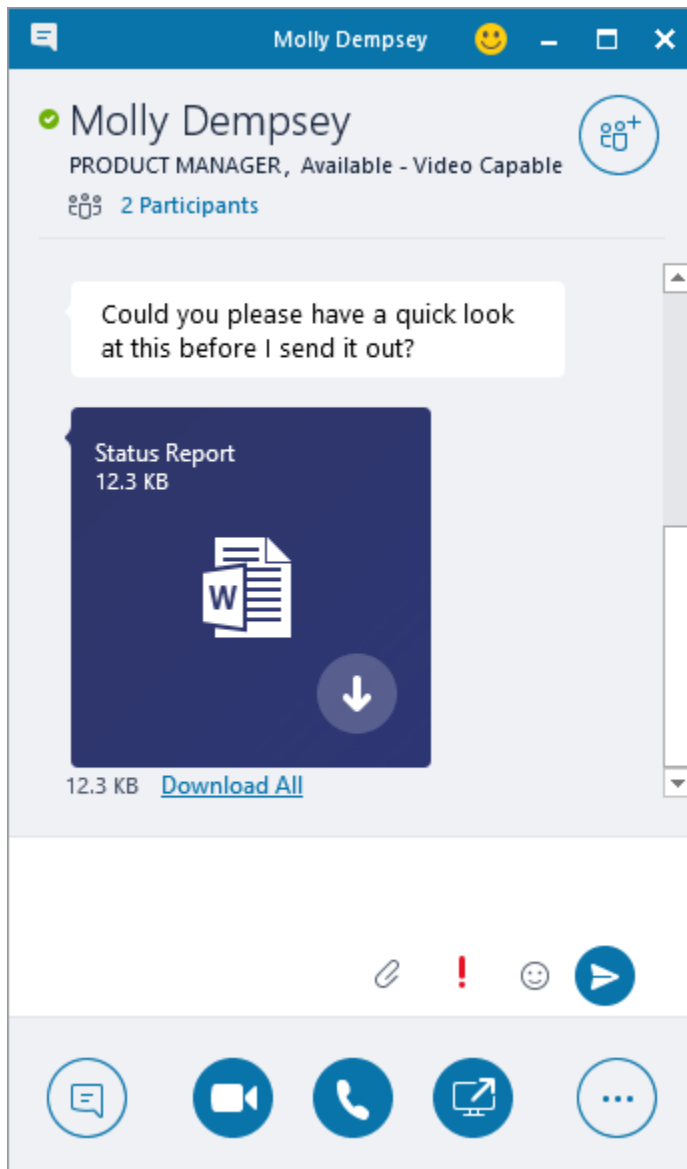 Molly Dempsey
Molly Dempsey
PRODUCT MANAGER, Available - Video Capable
2 Participants
Could you please have a quick look
at this before I send it out?
Status Report
12.3 KB
W
12.3 KB Download All